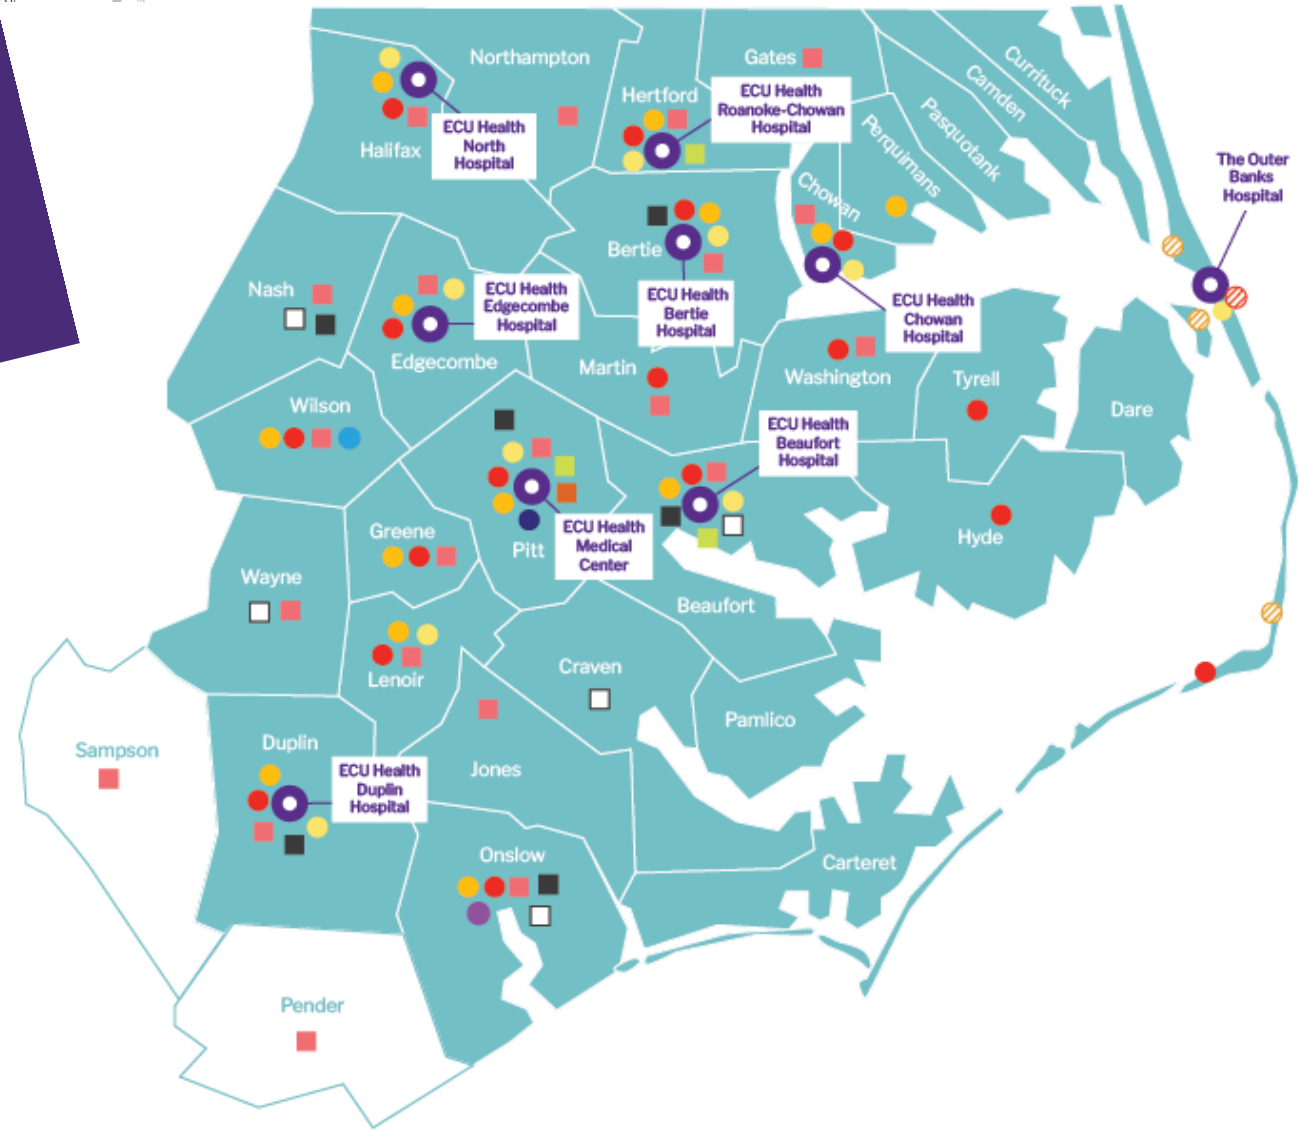 Northampton
Gates
Currituck
Camden
Hertford
ECU Health
Roanoke-Chowan
Hospital
Pasquotank
Perquimans
ECU Health
North
Hospital
Halifax
The Outer
Banks
Hospital
Chowan
Bertie
Nash
ECU Health
Edgecombe
Hospital
ECU Health
Bertie
Hospital
ECU Health
Chowan
Hospital
Edgecombe
Martin
Washington
Tyrell
Dare
Wilson
ECU Health
Beaufort
Hospital
Greene
Pitt
ECU Health
Medical
Center
Hyde
Wayne
Beaufort
Lenoir
Craven
Pamlico
Sampson
Duplin
ECU Health
Duplin
Hospital
Jones
Onslow
Carteret
Pender